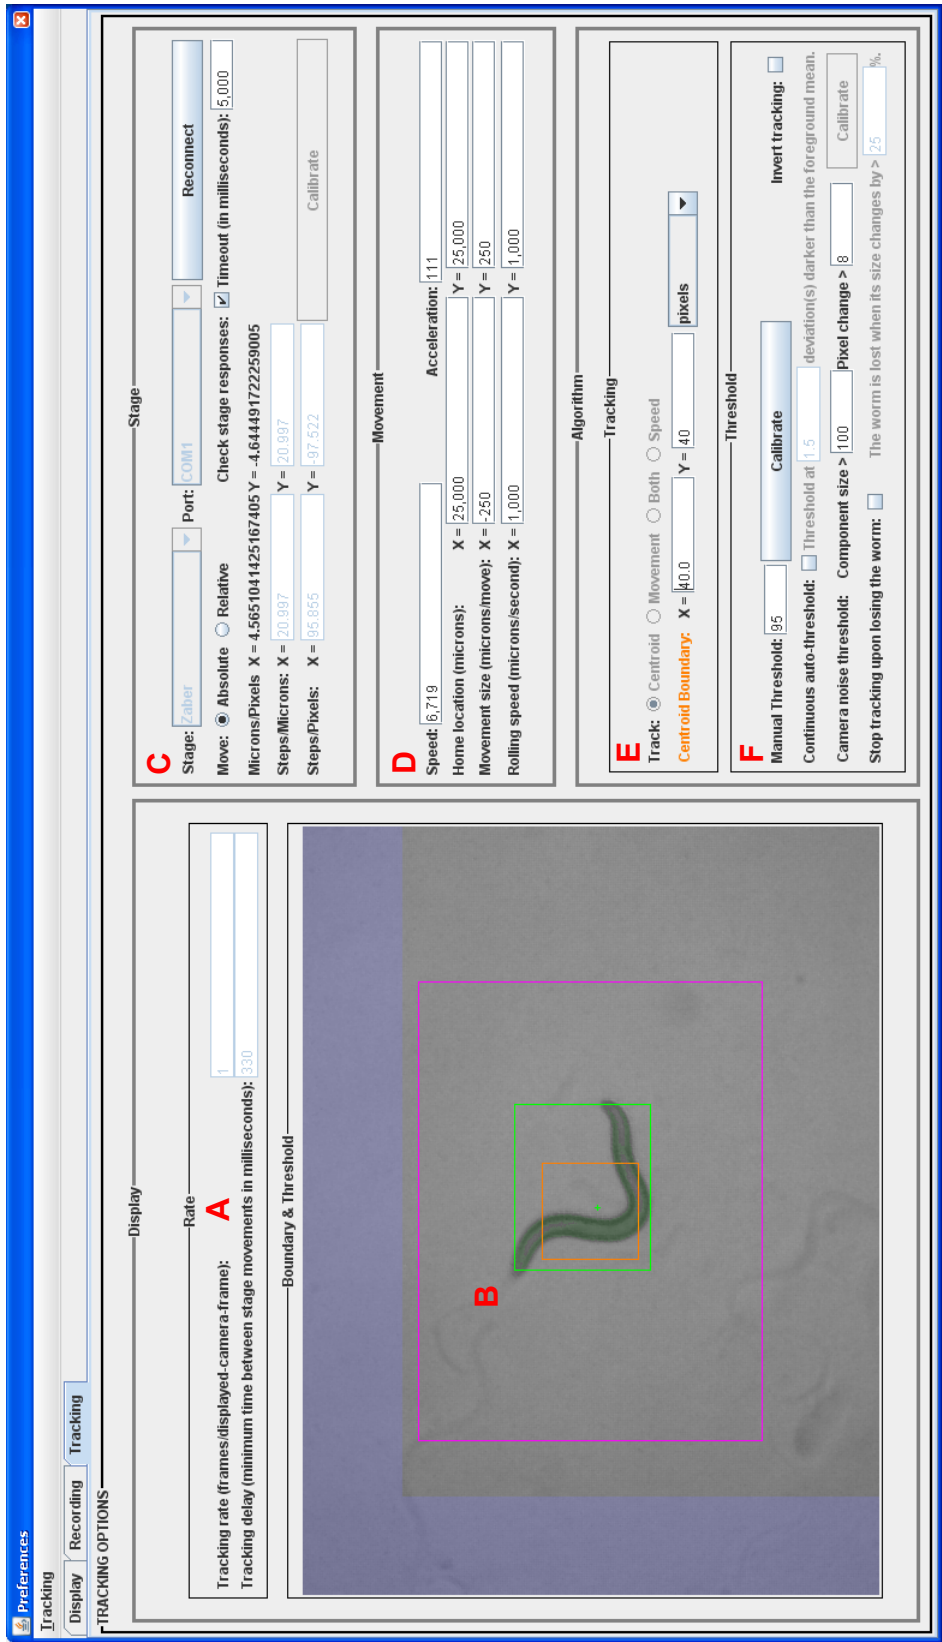 Preferences
Tracking
Display Recording Tracking
TRACKING OPTIONS
Display
Rate
A
Tracking rate (frames/displayed-camera-frame): 1
Tracking delay (minimum time between stage movements in milliseconds): 330
Boundary & Threshold
B
Stage
C
Stage: Zaber Port: COM1 Reconnect
Move: Absolute Relative Check stage responses: Timeout (in milliseconds): 5,000
Microns/Pixels X = 4.565104142516740​5 Y = -4.644491722259005
Steps/Microns: X = 20.997 Y = 20.997
Steps/Pixels: X = 95.855 Y = -97.522 Calibrate
Movement
D
Speed: 6,719 Acceleration: 111
Home location (microns): X = 25,000 Y = 25,000
Movement size (microns/move): X = -250 Y = 250
Rolling speed (microns/second): X = 1,000 Y = 1,000
Algorithm
Tracking
E
Track: Centroid Movement Both Speed
Centroid Boundary: X = 40.0 Y = 40 pixels
Threshold
F
Manual Threshold: 95 Calibrate Invert tracking:
Continuous auto-threshold: Threshold at 1.5 deviation(s) darker than the foreground mean.
Camera noise threshold: Component size > 100 Pixel change > 8 Calibrate
Stop tracking upon losing the worm: The worm is lost when its size changes by > 25 %.